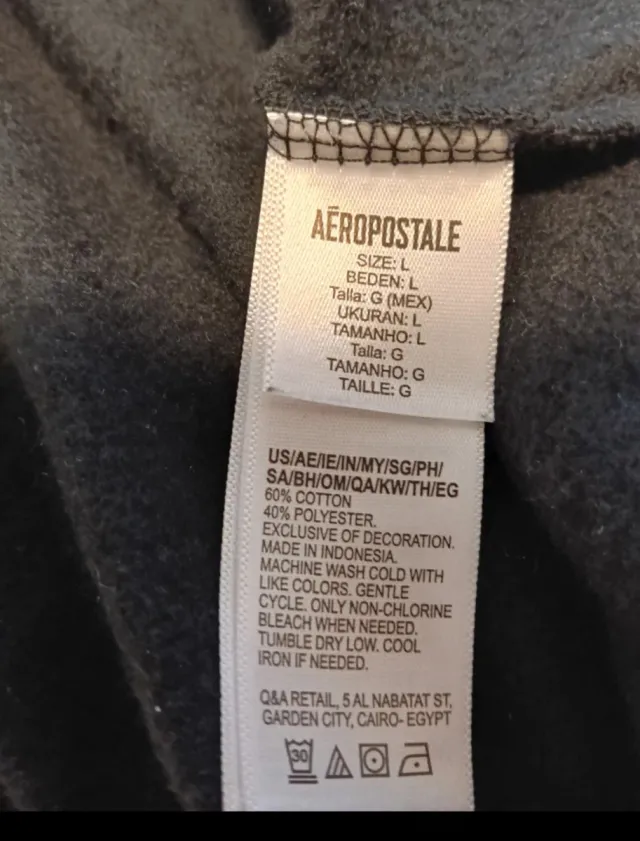 AÉROPOSTALE
SIZE: L
BEDEN: L
Talla: G (MEX)
UKURAN: L
TAMANHO: L
Talla: G
TAMANHO: G
TAILLE: G
US/AE/IE/IN/MY/SG/PH/
SA/BH/OM/QA/KW/TH/EG
60% COTTON
40% POLYESTER.
EXCLUSIVE OF DECORATION.
MADE IN INDONESIA.
MACHINE WASH COLD WITH
LIKE COLORS. GENTLE
CYCLE. ONLY NON-CHLORINE
BLEACH WHEN NEEDED.
TUMBLE DRY LOW. COOL
IRON IF NEEDED.
Q&A RETAIL, 5 AL NABATAT ST,
GARDEN CITY, CAIRO- EGYPT
30